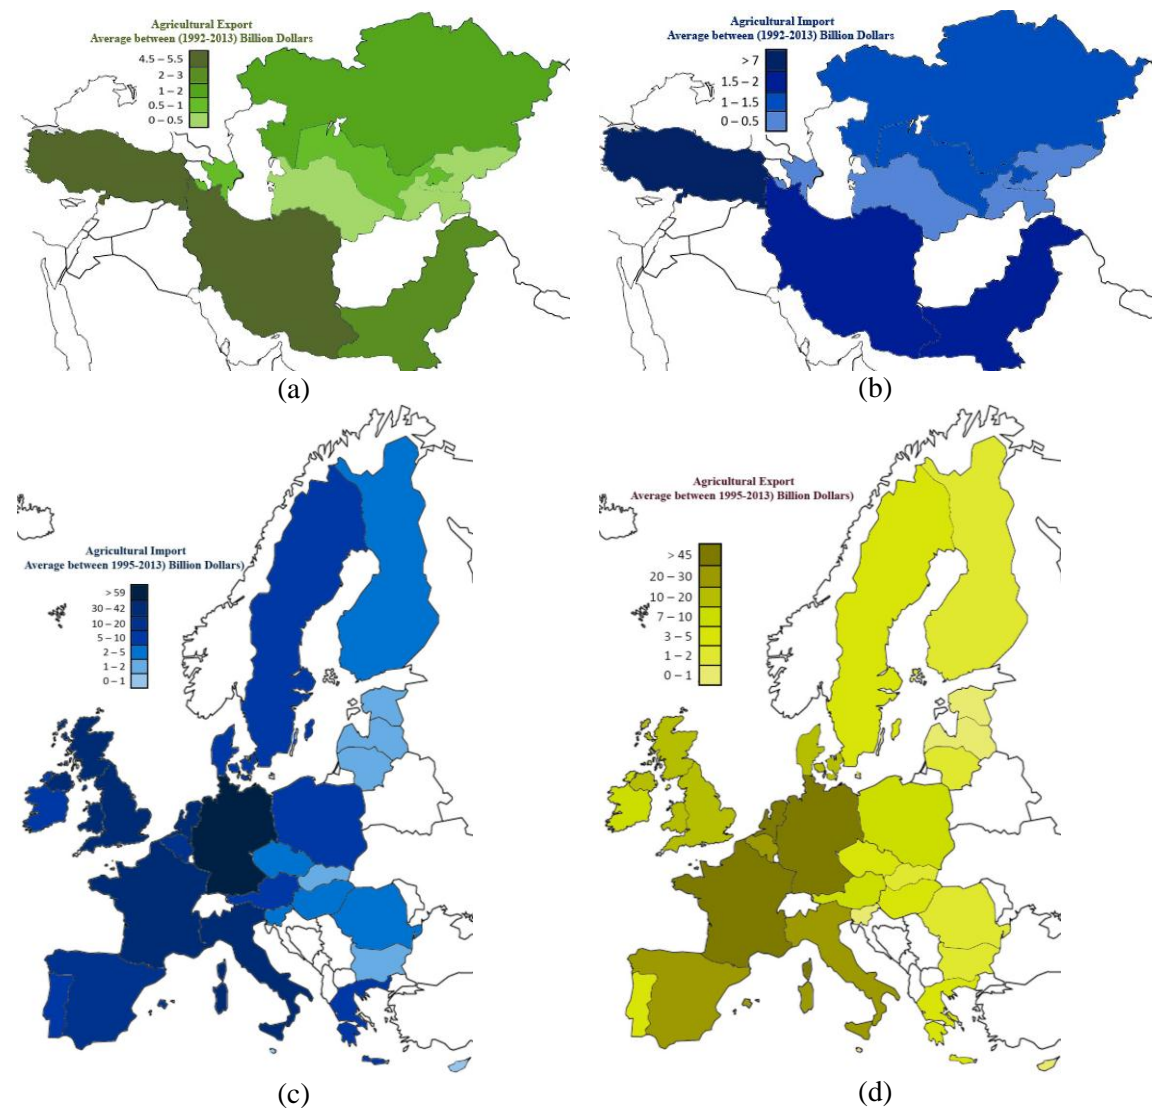 Agricultural Export
Average between (1992-2013) Billion Dollars
4.5 – 5.5
2 – 3
1 – 2
0.5 – 1
0 – 0.5
(a)
Agricultural Import
Average between (1992-2013) Billion Dollars
> 7
1.5 – 2
1 – 1.5
0 – 0.5
(b)
Agricultural Import
Average between 1995-2013) Billion Dollars)
> 59
30 – 42
10 – 20
5 – 10
2 – 5
1 – 2
0 – 1
(c)
Agricultural Export
Average between 1995-2013) Billion Dollars)
> 45
20 – 30
10 – 20
7 – 10
3 – 5
1 – 2
0 – 1
(d)